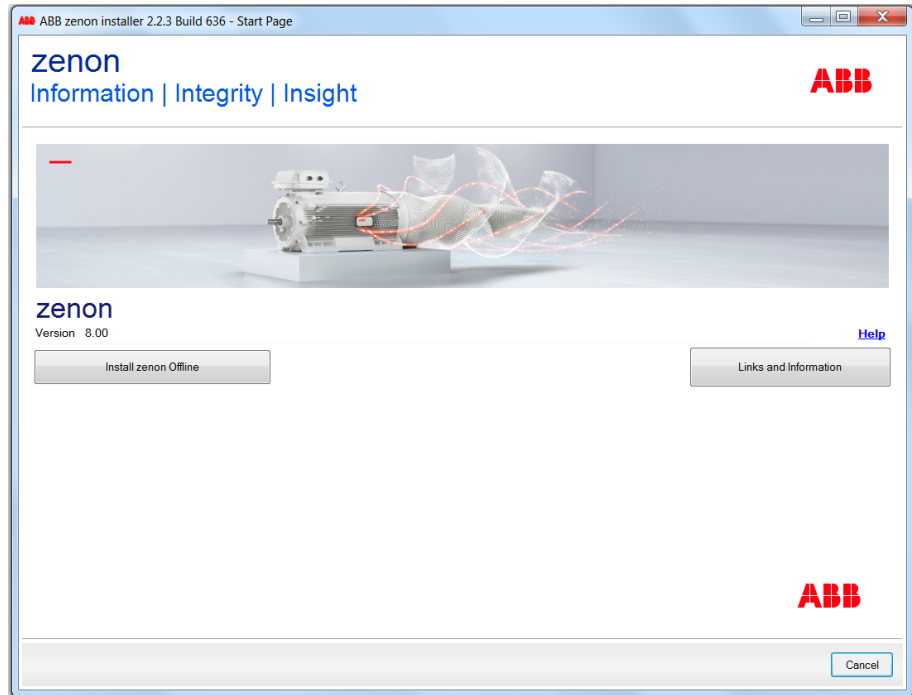 ABB ABB zenon installer 2.2.3 Build 636 - Start Page
zenon
Information | Integrity | Insight
ABB
zenon
Version 8.00
Help
Install zenon Offline
Links and Information
ABB
Cancel